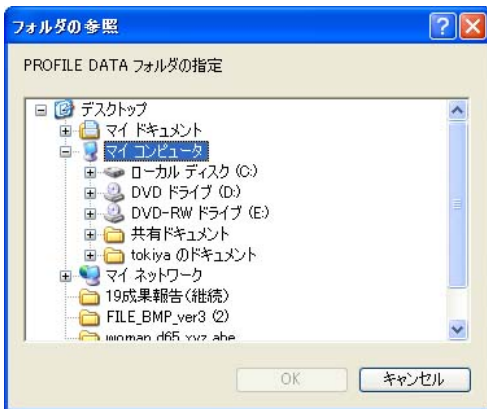 フォルダの参照
PROFILE DATA フォルダの指定
デスクトップ
マイ ドキュメント
マイ コンピュータ
ローカル ディスク (C:)
DVD ドライブ (D:)
DVD-RW ドライブ (E:)
共有ドキュメント
tokiya のドキュメント
マイ ネットワーク
19成果報告(継続)
FILE_BMP_ver3 (2)
woman d65 xyz abe
OK
キャンセル